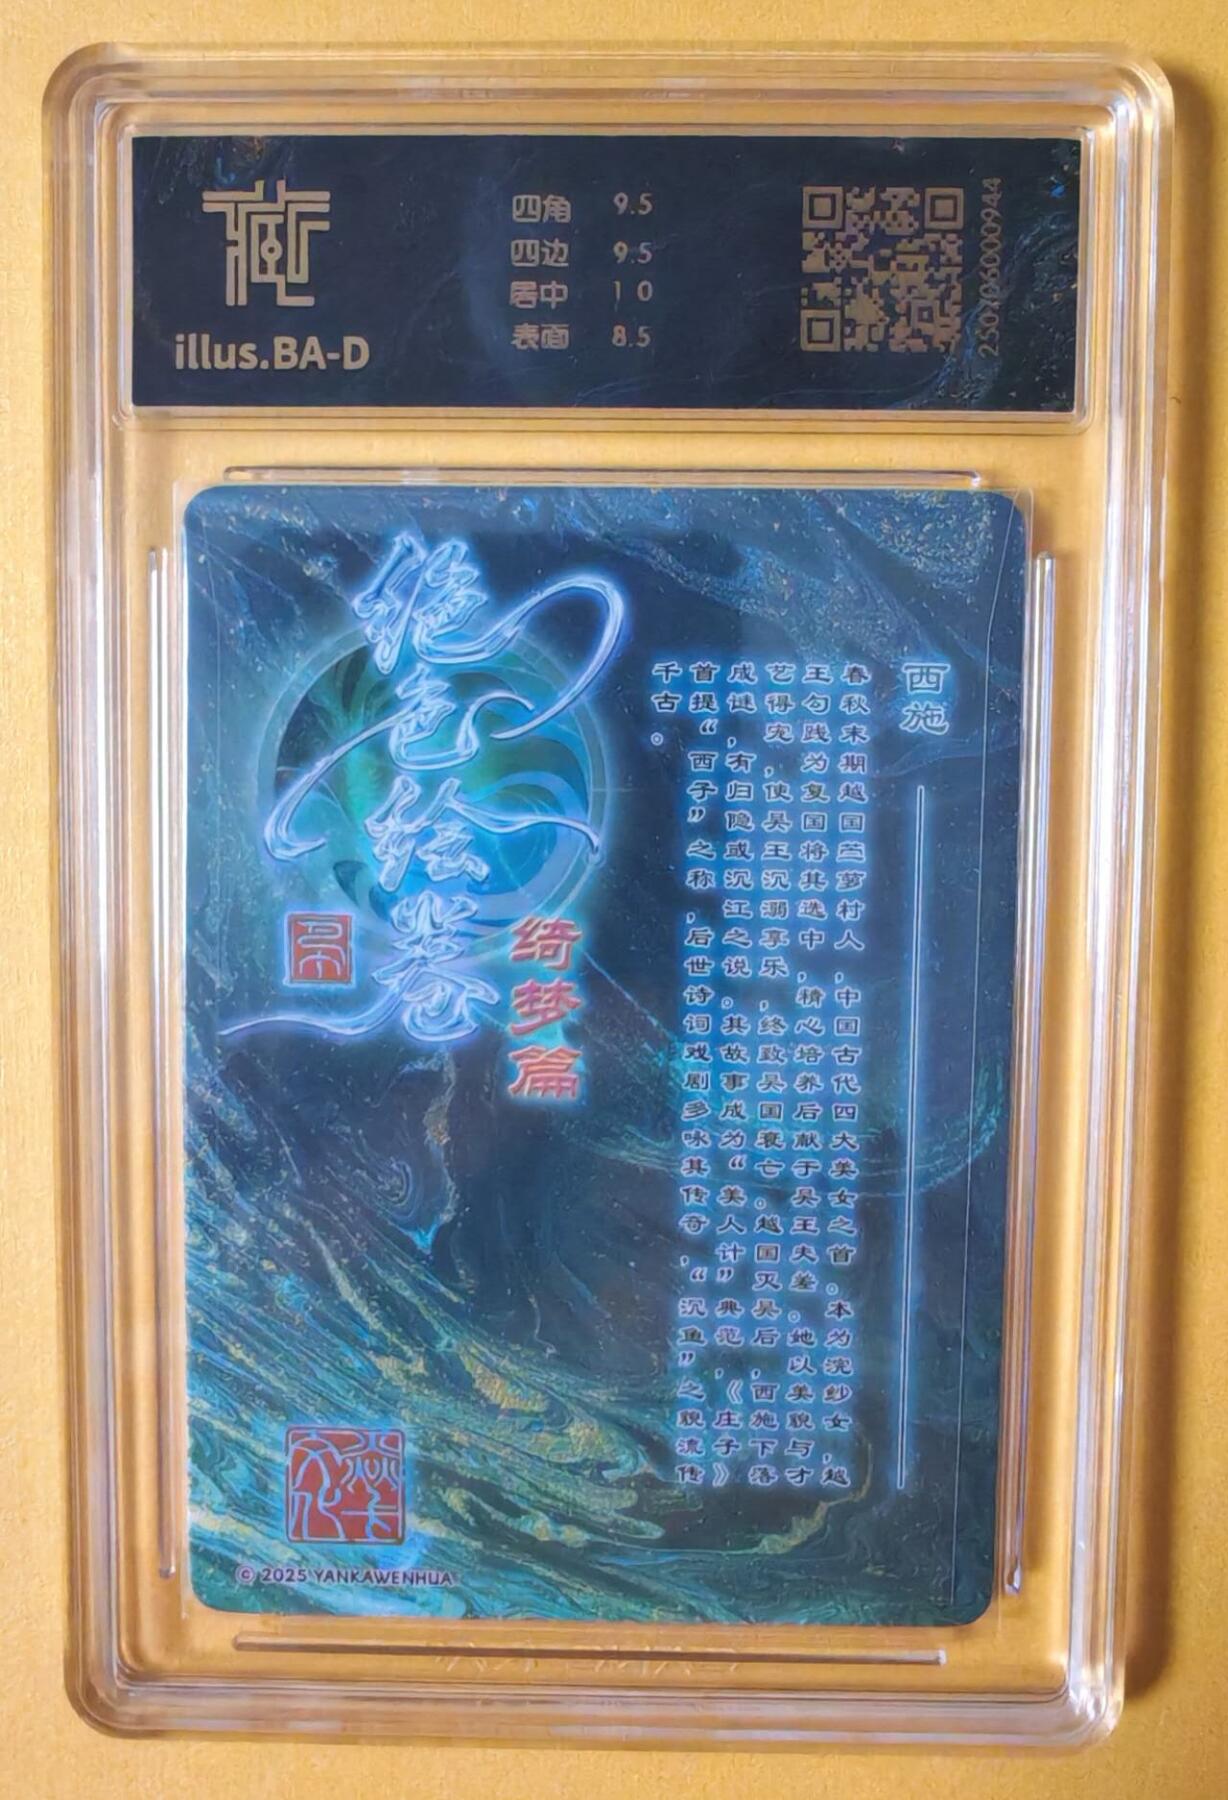 藏
illus.BA-D
四角 9.5
四边 9.5
居中 10
表面 8.5
2502060000944
绝色绘卷
绮梦篇
西施
春秋末期越国苎萝村人，中国古代四大美女之首。本为浣纱女，越
王勾践为复国将其选中，精心培养后献于吴王夫差。她以美貌与才
艺得宠，使吴王沉溺享乐，终致吴国衰亡。越国灭吴后，西施下落
成谜，有归隐或沉江之说。其故事成为“美人计”典范，《庄子》
首提“西子”之称，后世诗词戏剧多咏其传奇，“沉鱼”之貌流传
千古。
© 2025 YANKAWENHUA